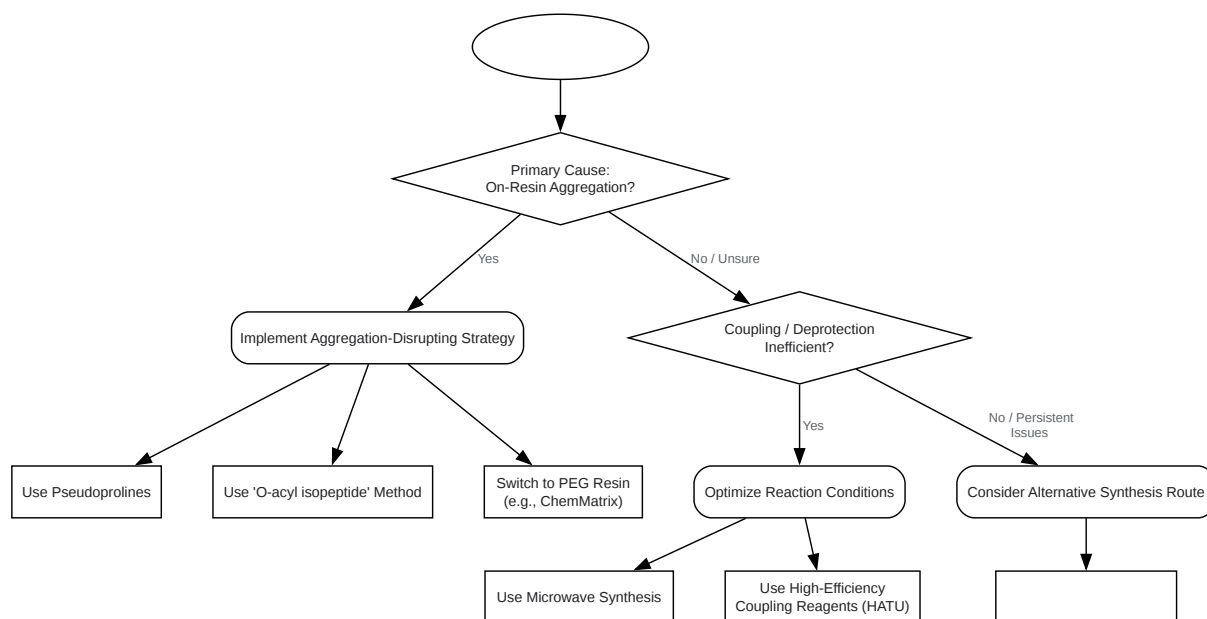 Primary Cause:
On-Resin Aggregation?
Yes
No / Unsure
Implement Aggregation-Disrupting Strategy
Coupling / Deprotection
Inefficient?
Yes
No / Persistent
Issues
Use Pseudoprolines
Use 'O-acyl isopeptide' Method
Switch to PEG Resin
(e.g., ChemMatrix)
Optimize Reaction Conditions
Consider Alternative Synthesis Route
Use Microwave Synthesis
Use High-Efficiency
Coupling Reagents (HATU)